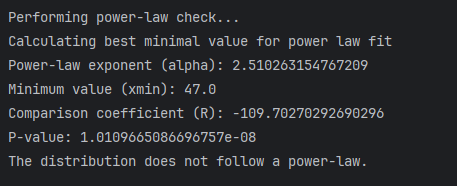 Performing power-law check...
Calculating best minimal value for power law fit
Power-law exponent (alpha): 2.510263154767209
Minimum value (xmin): 47.0
Comparison coefficient (R): -109.70270292690296
P-value: 1.0109665086696757e-08
The distribution does not follow a power-law.